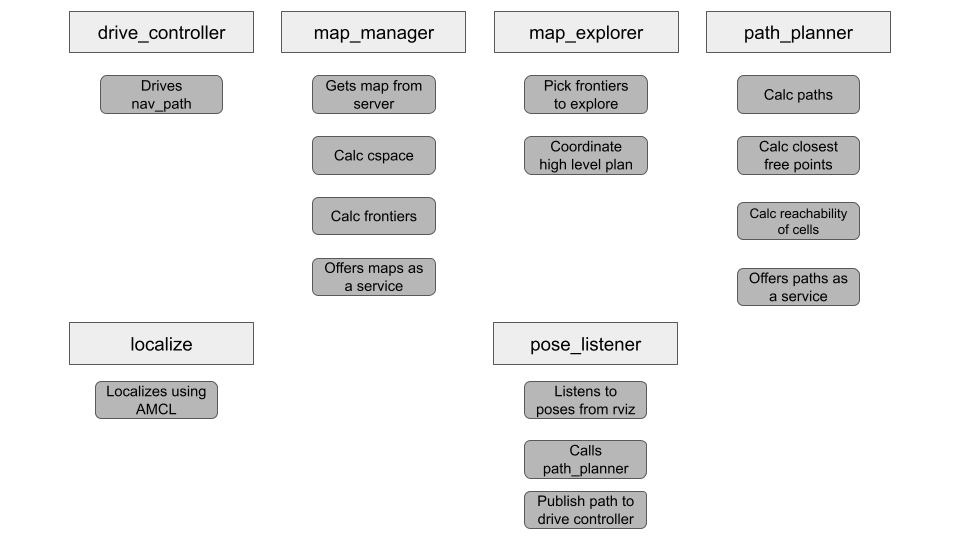 drive_controller
Drives
nav_path
map_manager
Gets map from
server
Calc cspace
Calc frontiers
Offers maps as
a service
map_explorer
Pick frontiers
to explore
Coordinate
high level plan
path_planner
Calc paths
Calc closest
free points
Calc reachability
of cells
Offers paths as
a service
localize
Localizes using
AMCL
pose_listener
Listens to
poses from rviz
Calls
path_planner
Publish path to
drive controller